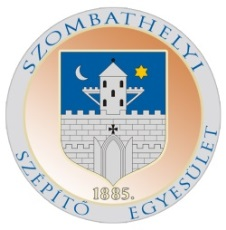 SZOMBATHELYI
1885.
SZÉPÍTŐ EGYESÜLET